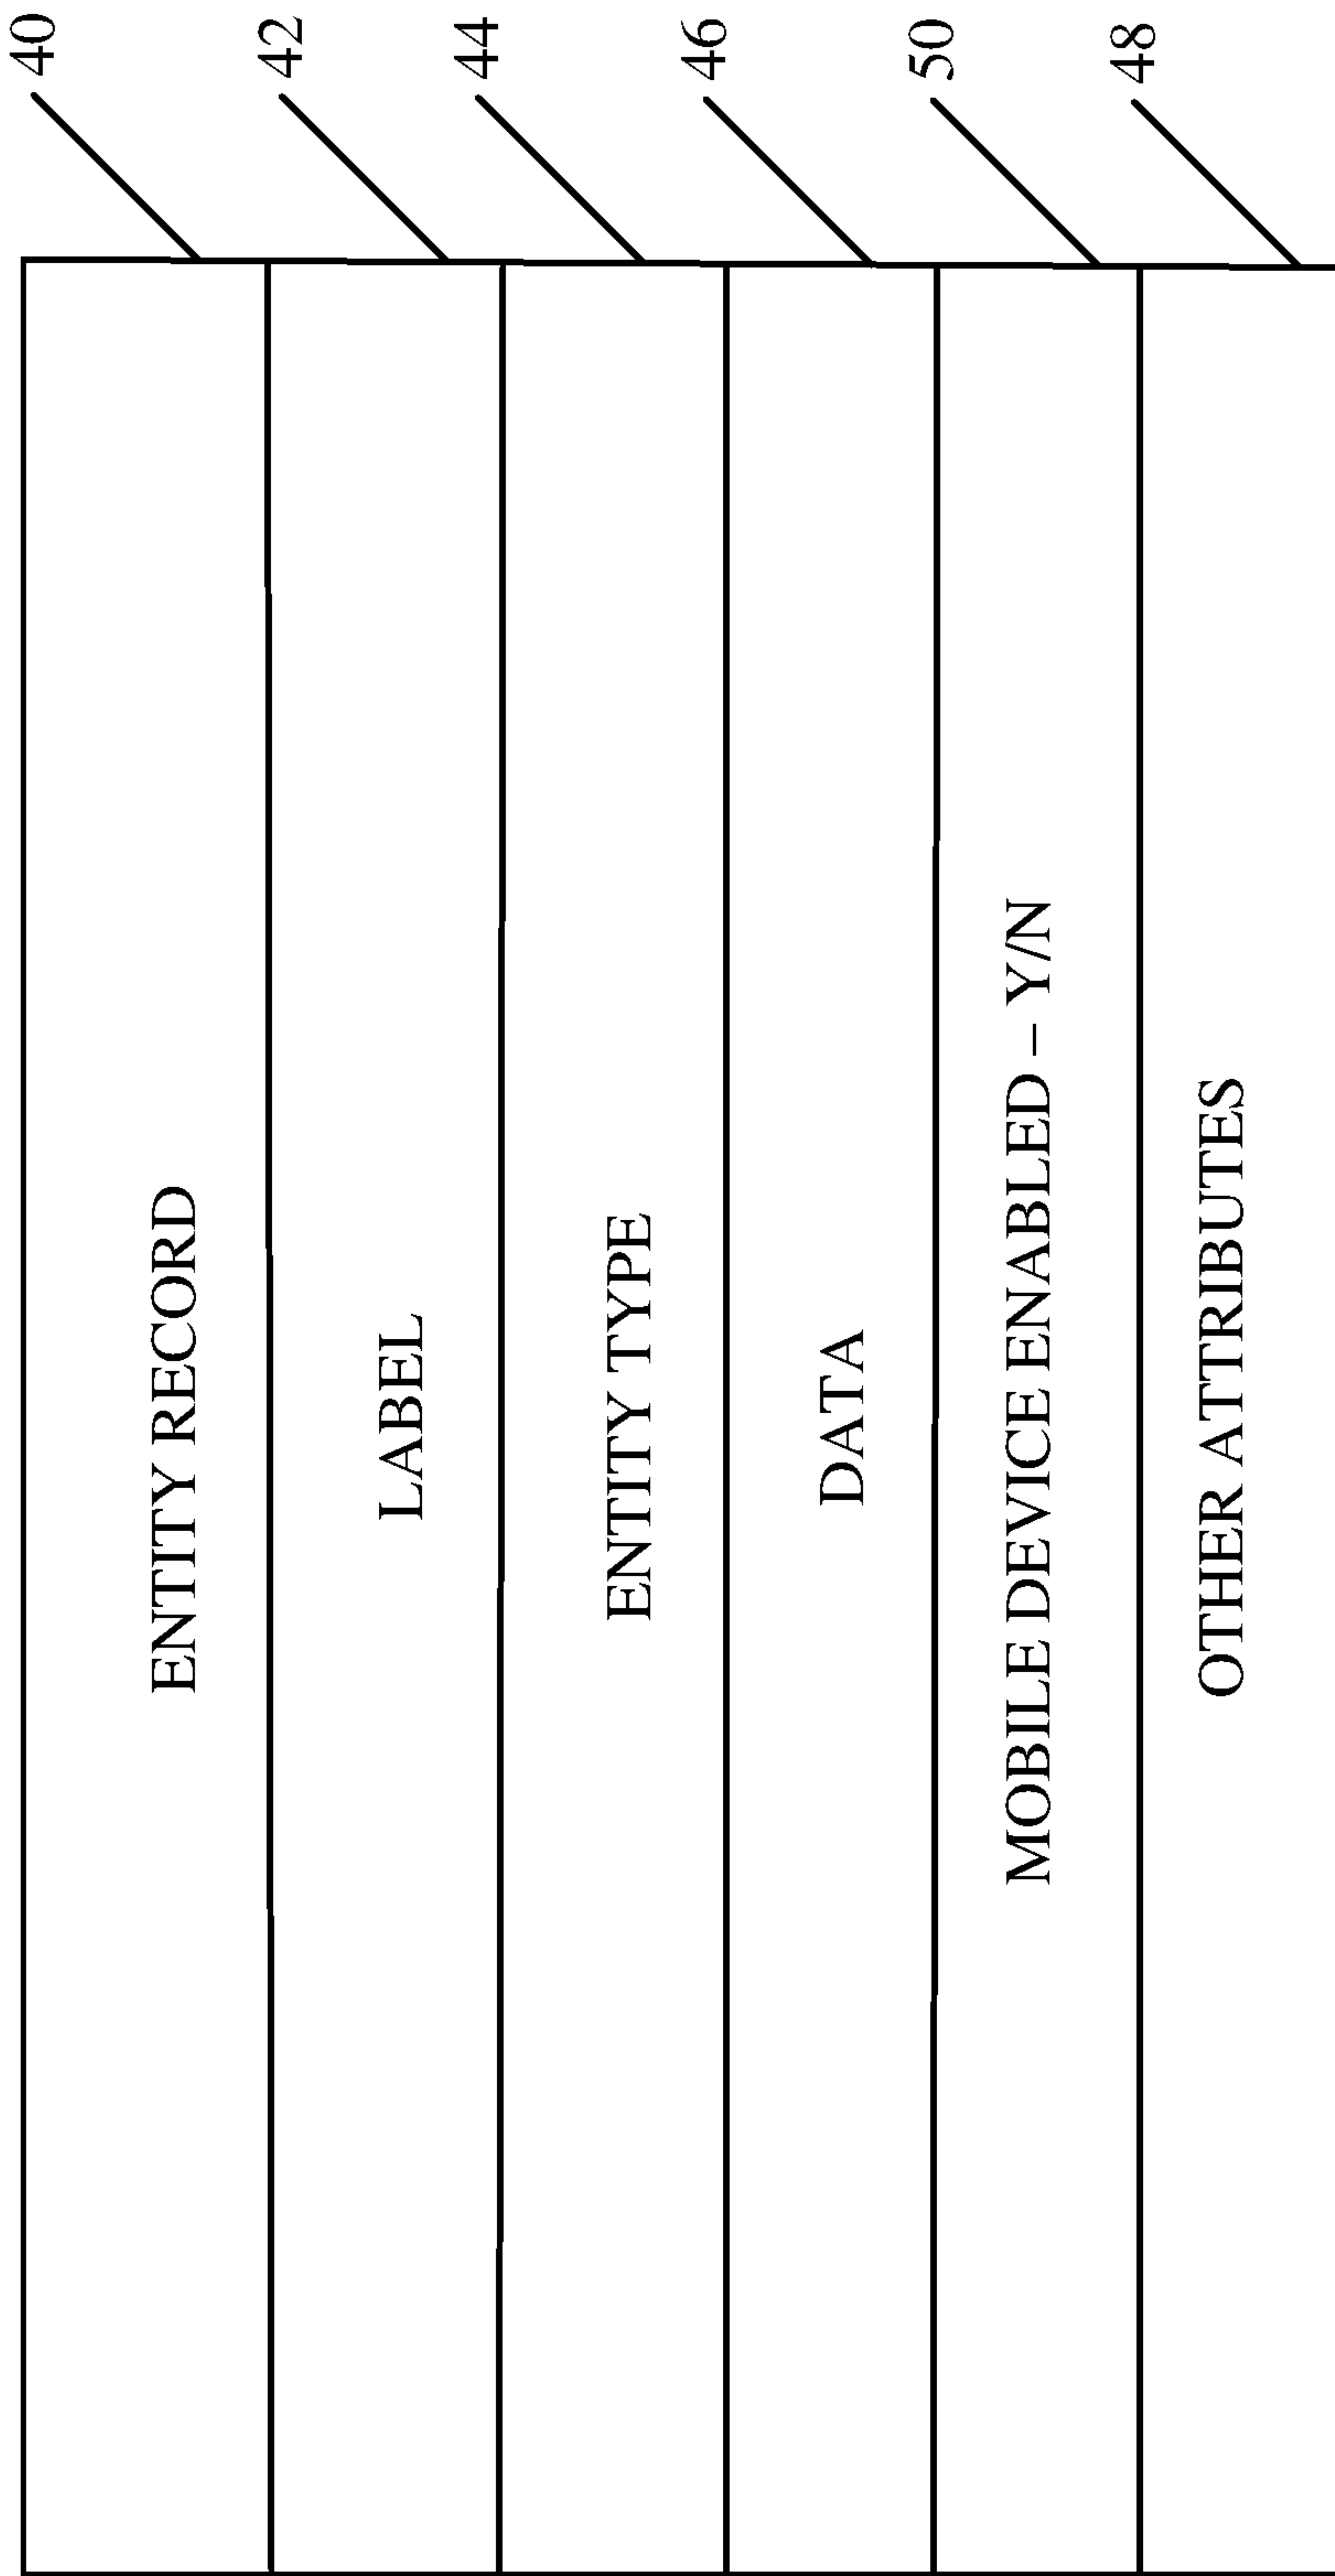 ENTITY RECORD 40
LABEL 42
ENTITY TYPE 44
DATA 46
MOBILE DEVICE ENABLED – Y/N 50
OTHER ATTRIBUTES 48